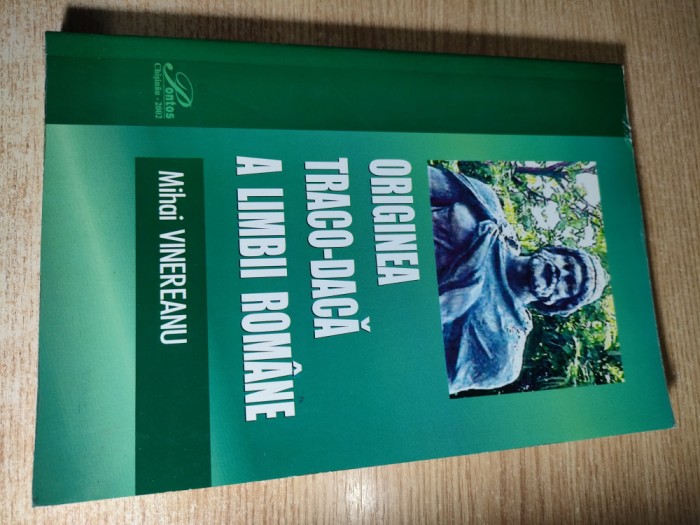 ORIGINEA
TRACO-DACĂ
A LIMBII ROMÂNE
Mihai VINEREANU
Pontos
Chişinău - 2002